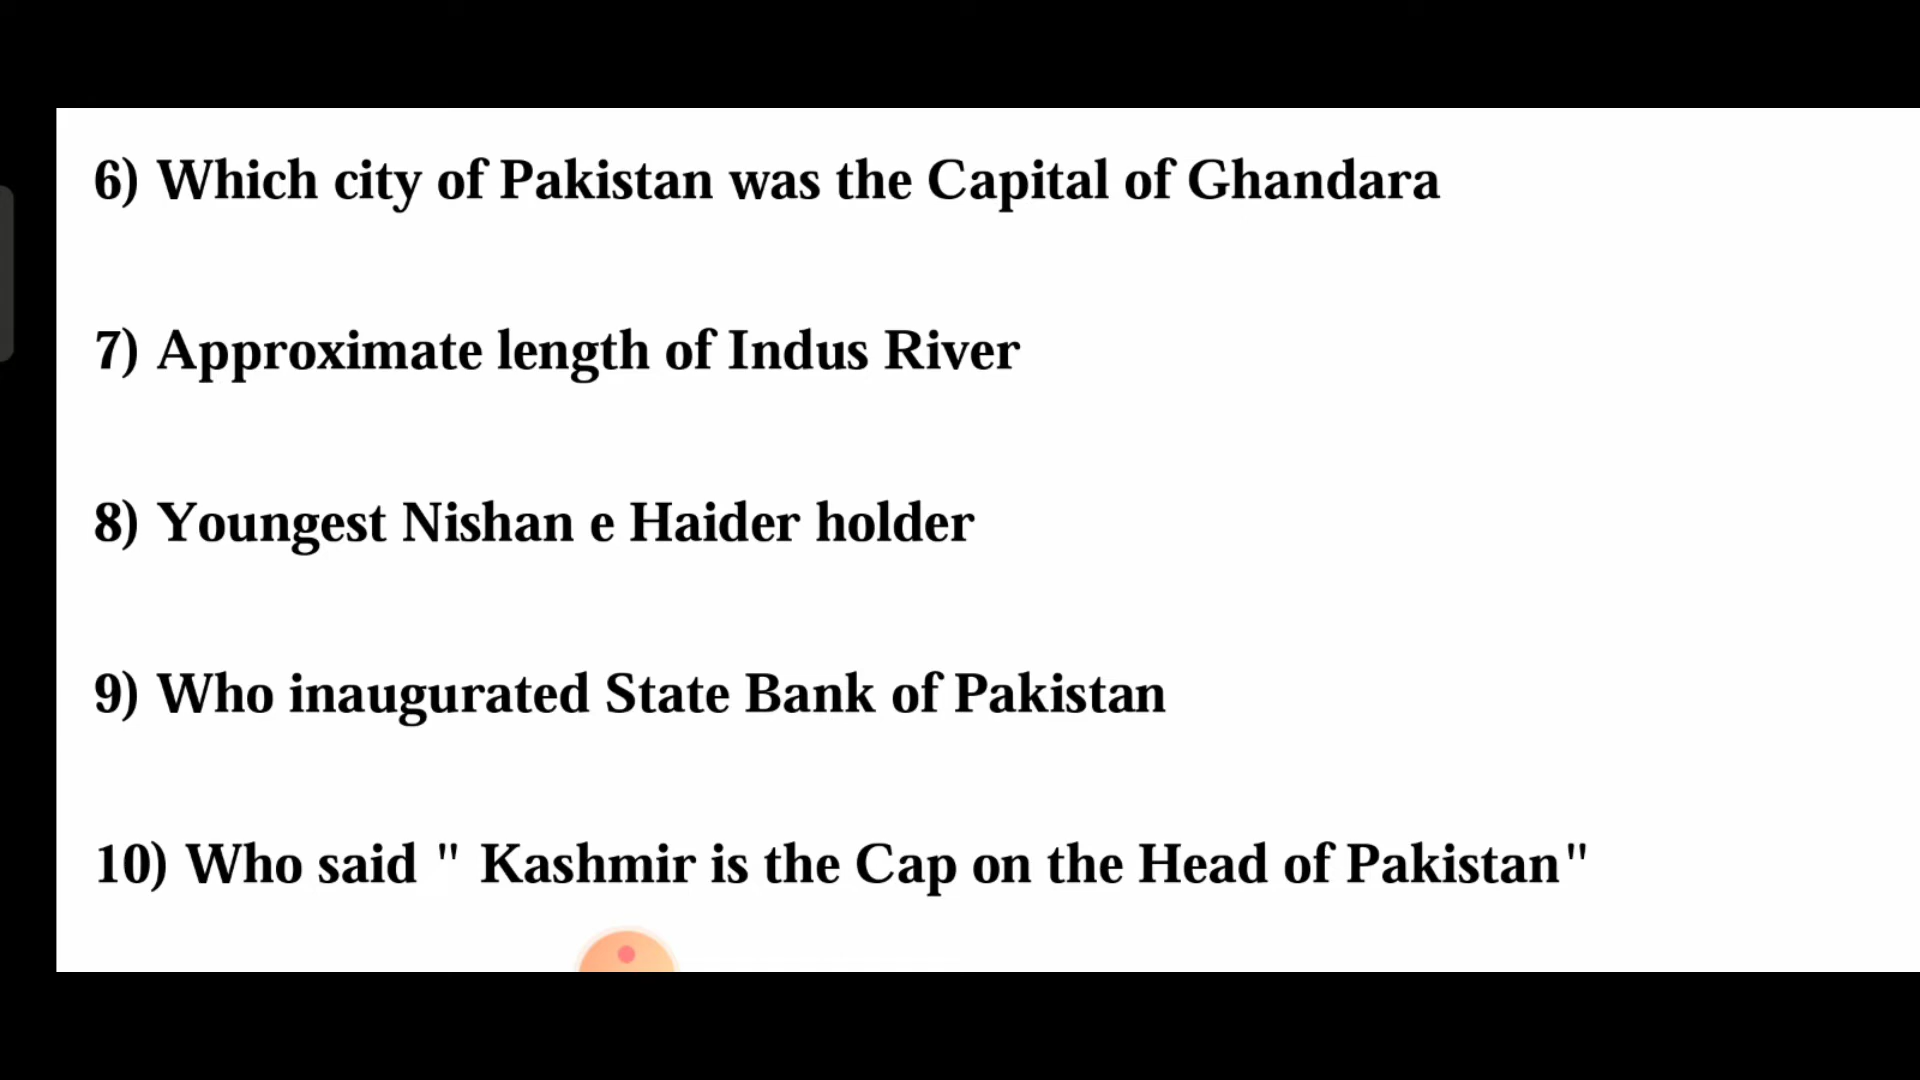 6) Which city of Pakistan was the Capital of Ghandara
7) Approximate length of Indus River
8) Youngest Nishan e Haider holder
9) Who inaugurated State Bank of Pakistan
10) Who said " Kashmir is the Cap on the Head of Pakistan"